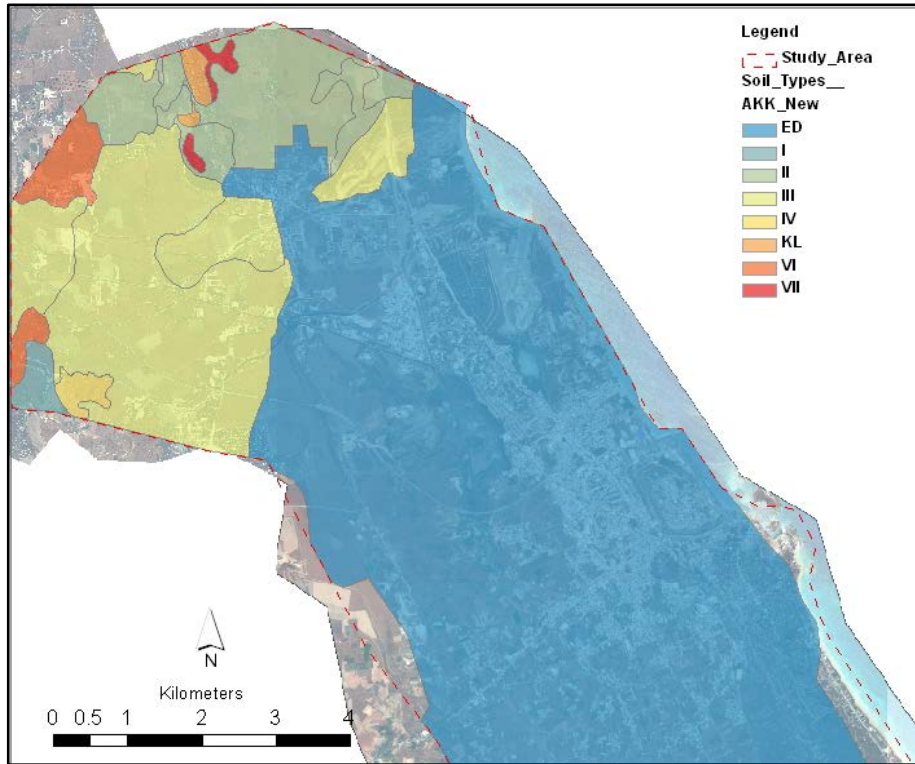 Legend
Study_Area
Soil_Types__
AKK_New
ED
I
II
III
IV
KL
VI
VII
N
Kilometers
0 0.5 1 2 3 4